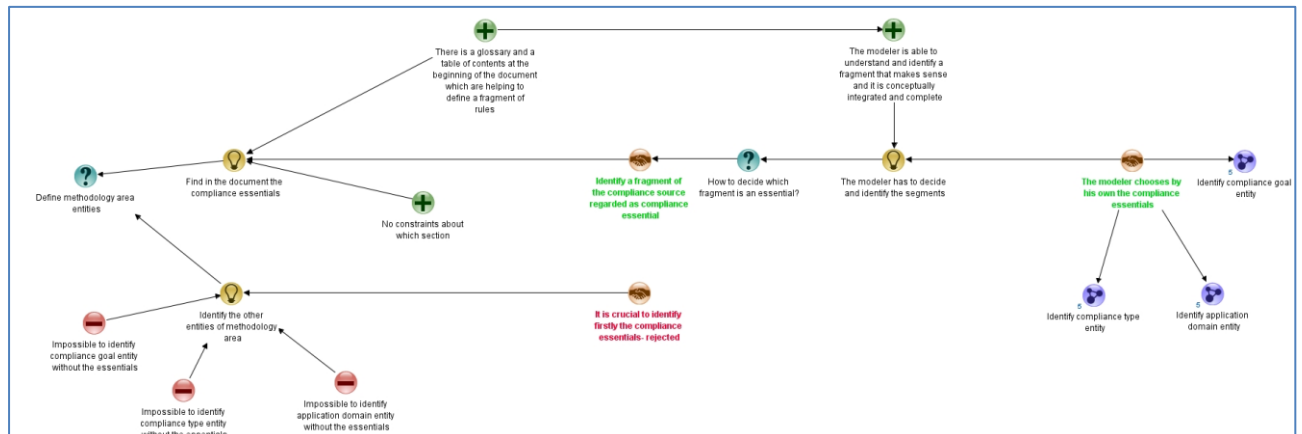 There is a glossary and a
table of contents at the
beginning of the document
which are helping to
define a fragment of
rules
The modeler is able to
understand and identify a
fragment that makes sense
and it is conceptually
integrated and complete
Define methodology area
entities
Find in the document the
compliance essentials
No constraints about
which section
Identify a fragment of
the compliance source
regarded as compliance
essential
How to decide which
fragment is an essential?
The modeler has to decide
and identify the segments
The modeler chooses by
his own the compliance
essentials
5
Identify compliance goal
entity
Identify the other
entities of methodology
area
It is crucial to identify
firstly the compliance
essentials- rejected
5
Identify compliance type
entity
5
Identify application
domain entity
Impossible to identify
compliance goal entity
without the essentials
Impossible to identify
compliance type entity
without the essentials
Impossible to identify
application domain entity
without the essentials